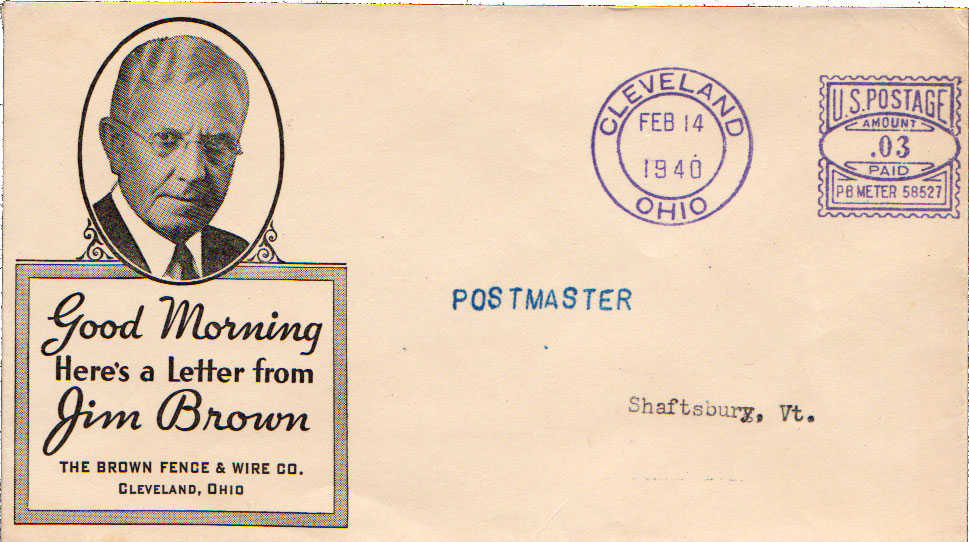 Good Morning
Here's a Letter from
Jim Brown
THE BROWN FENCE & WIRE CO.
CLEVELAND, OHIO
CLEVELAND
FEB 14
1940
OHIO
U.S. POSTAGE
AMOUNT
.03
PAID
PB METER 58527
POSTMASTER
Shaftsbury, Vt.